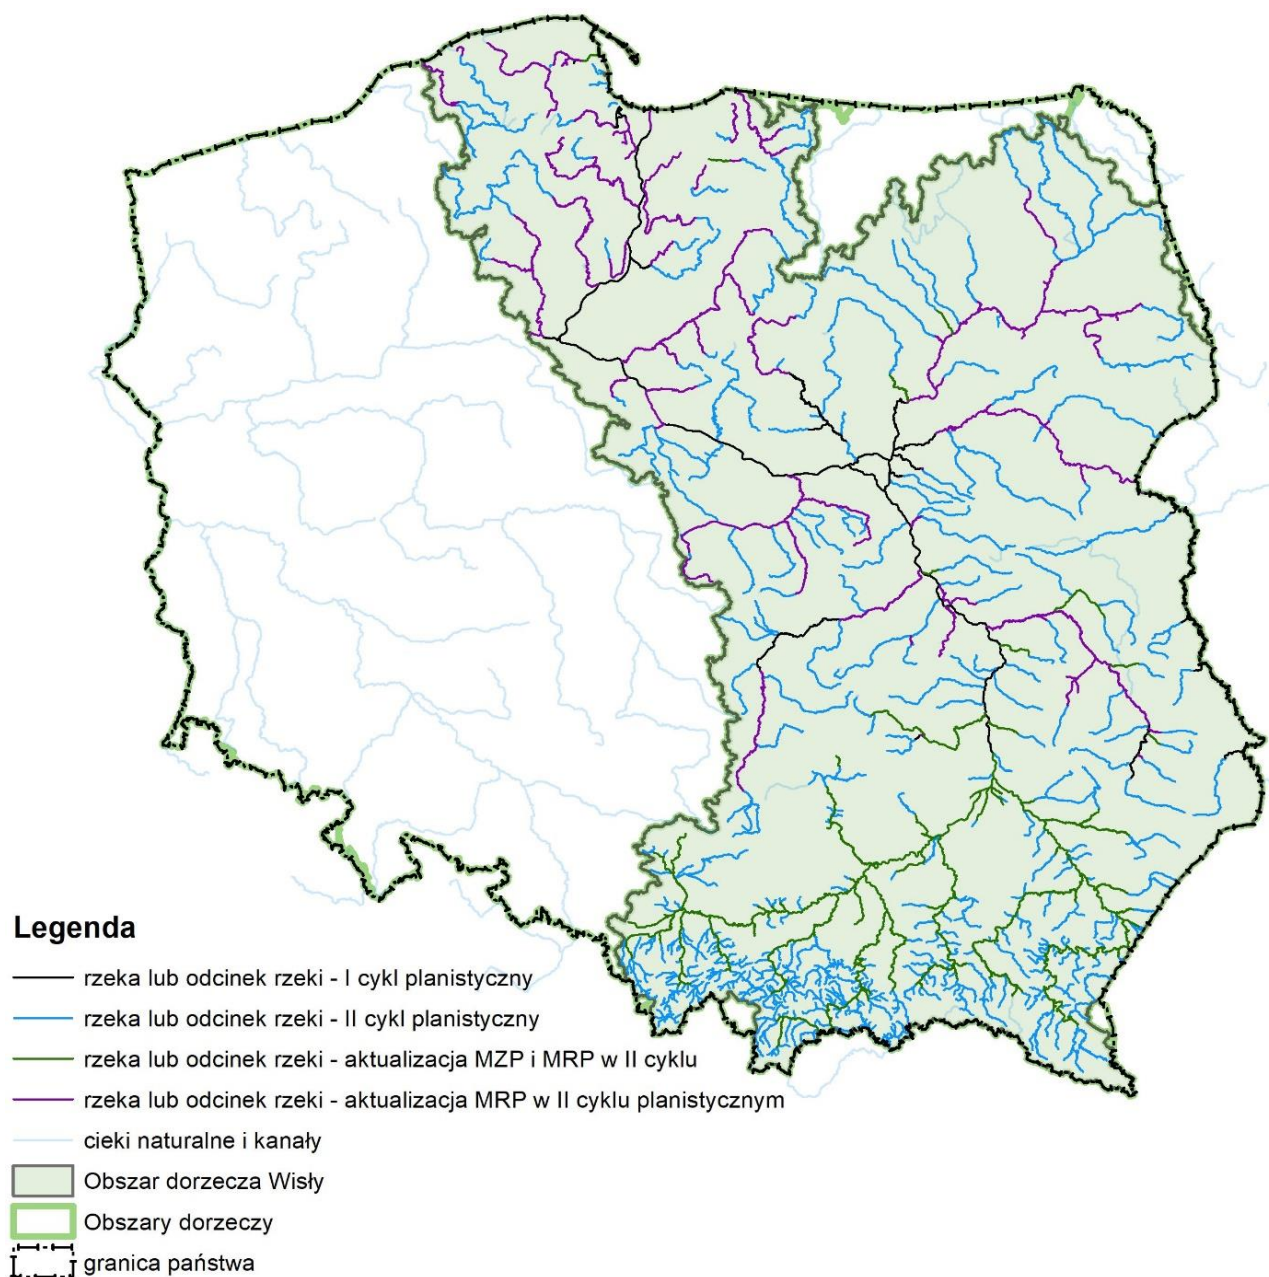 Legenda
rzeka lub odcinek rzeki - I cykl planistyczny
rzeka lub odcinek rzeki - II cykl planistyczny
rzeka lub odcinek rzeki - aktualizacja MZP i MRP w II cyklu
rzeka lub odcinek rzeki - aktualizacja MRP w II cyklu planistycznym
cieki naturalne i kanały
Obszar dorzecza Wisły
Obszary dorzeczy
granica państwa